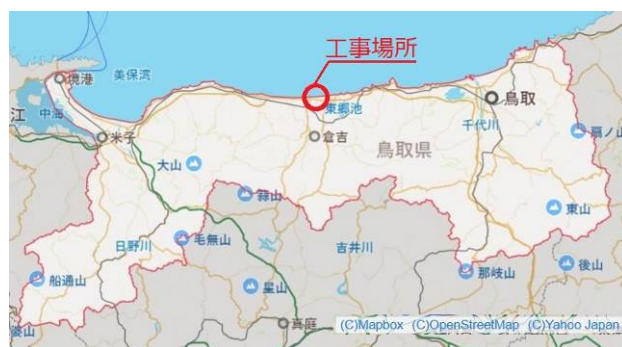 工事場所
境港
美保湾
中海
江
米子
東郷池
鳥取
倉吉
千代川
扇ノ山
鳥取県
大山
蒜山
東山
日野川
毛無山
吉井川
船通山
那岐山
後山
星山
真庭
(C)Mapbox (C)OpenStreetMap (C)Yahoo Japan